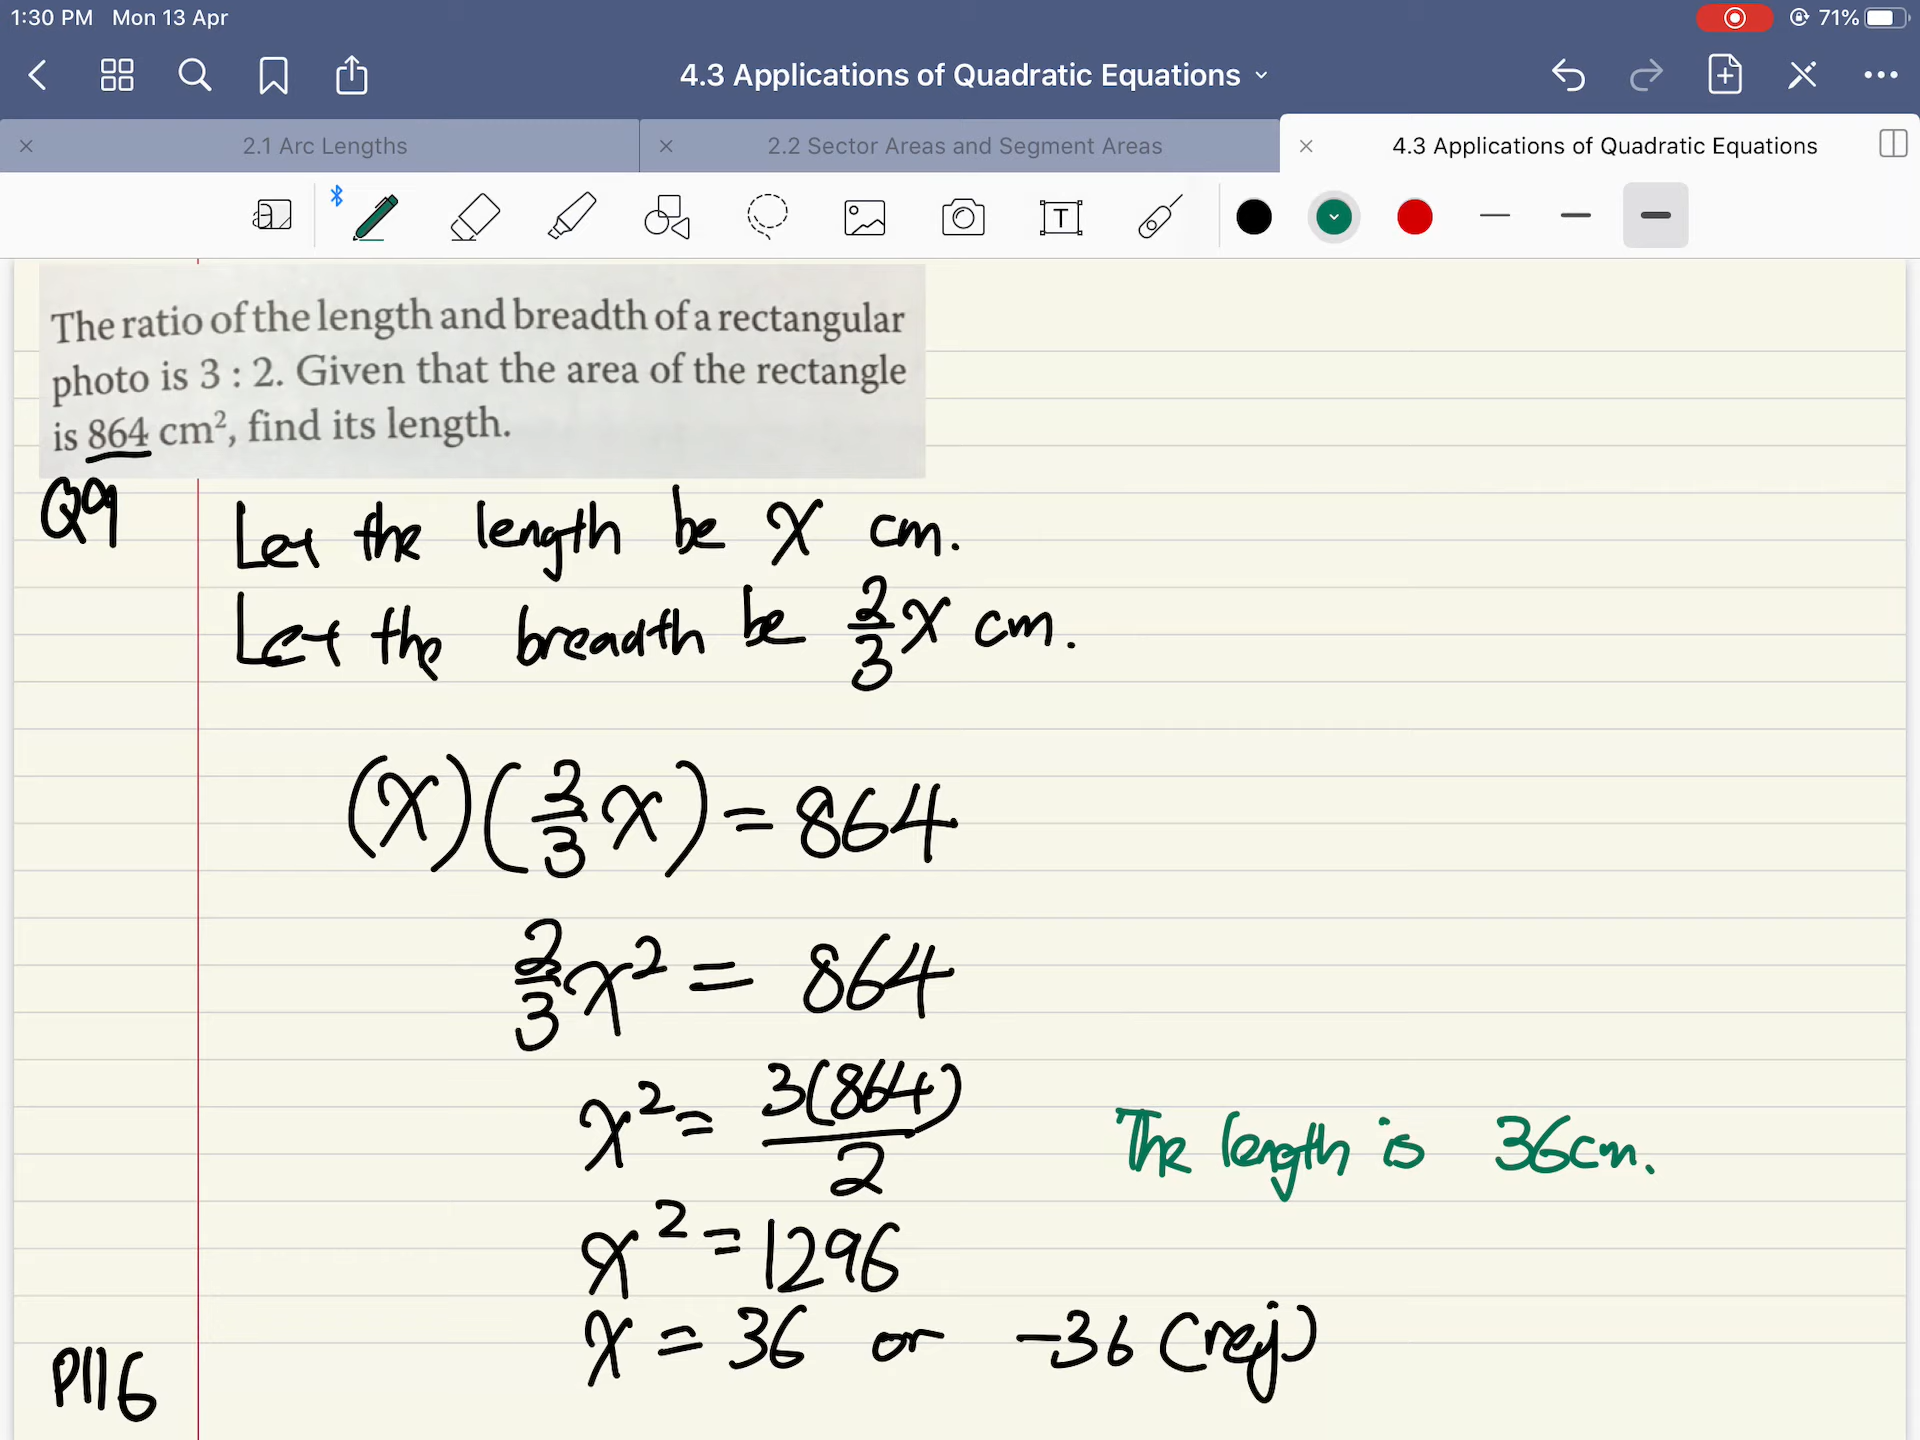 1:30 PM Mon 13 Apr
71%
4.3 Applications of Quadratic Equations
2.1 Arc Lengths
2.2 Sector Areas and Segment Areas
4.3 Applications of Quadratic Equations
The ratio of the length and breadth of a rectangular
photo is 3 : 2. Given that the area of the rectangle
is 864 cm², find its length.
Q9
Let the length be x cm.
Let the breadth be 2/3 x cm.
(x)(2/3 x) = 864
2/3 x² = 864
x² = 3(864)/2
The length is 36cm.
x² = 1296
x = 36 or -36 (rej)
P116